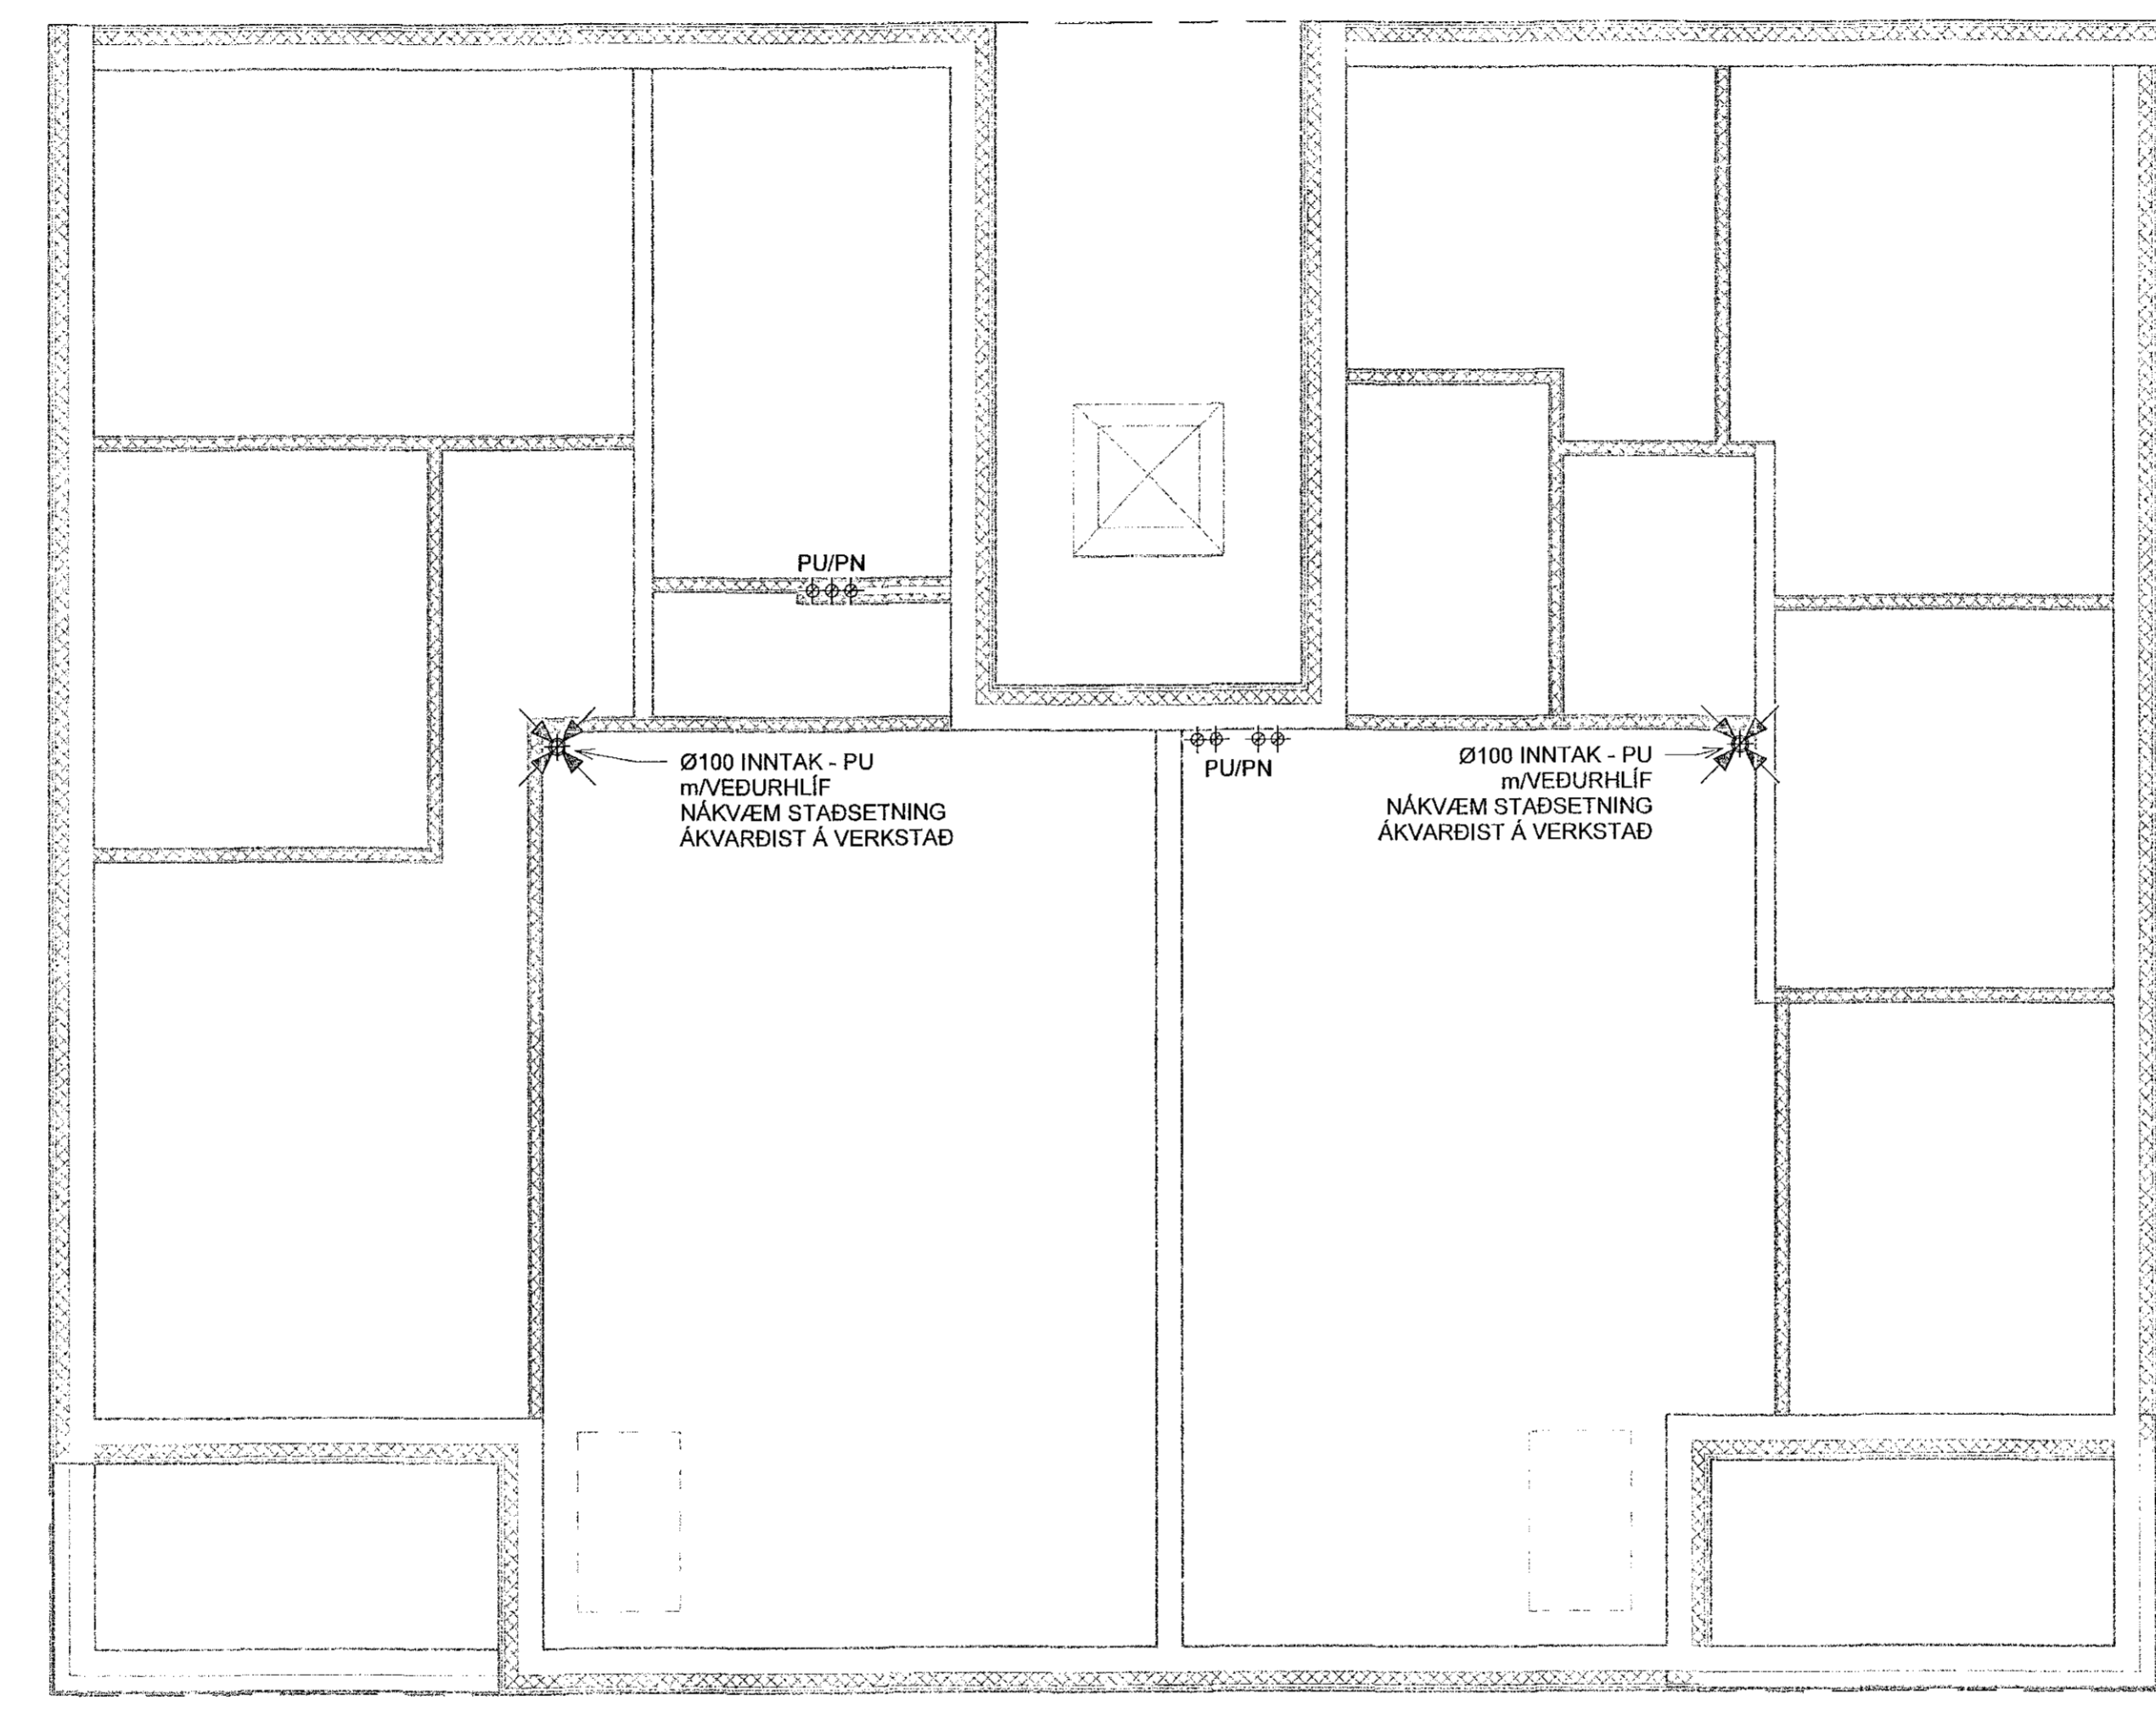 PU/PN
Ø100 INNTAK - PU
m/VEÐURHLÍF
NÁKVÆM STAÐSETNING
ÁKVARÐIST Á VERKSTAÐ
PU/PN
Ø100 INNTAK - PU
m/VEÐURHLÍF
NÁKVÆM STAÐSETNING
ÁKVARÐIST Á VERKSTAÐ